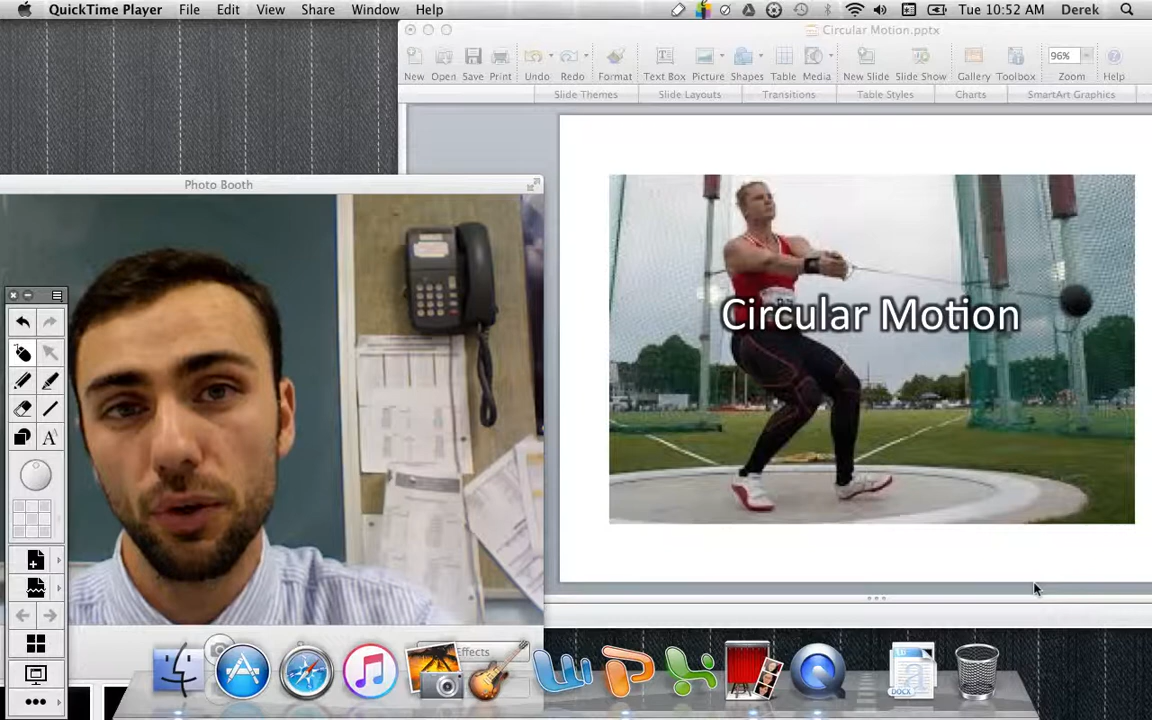 QuickTime Player File Edit View Share Window Help Tue 10:52 AM Derek
Circular Motion.pptx
New Open Save Print Undo Redo Format Text Box Picture Shapes Table Media New Slide Slide Show Gallery Toolbox Zoom Help
96%
Slide Themes Slide Layouts Transitions Table Styles Charts SmartArt Graphics
Photo Booth
Circular Motion
Effects
DOCX